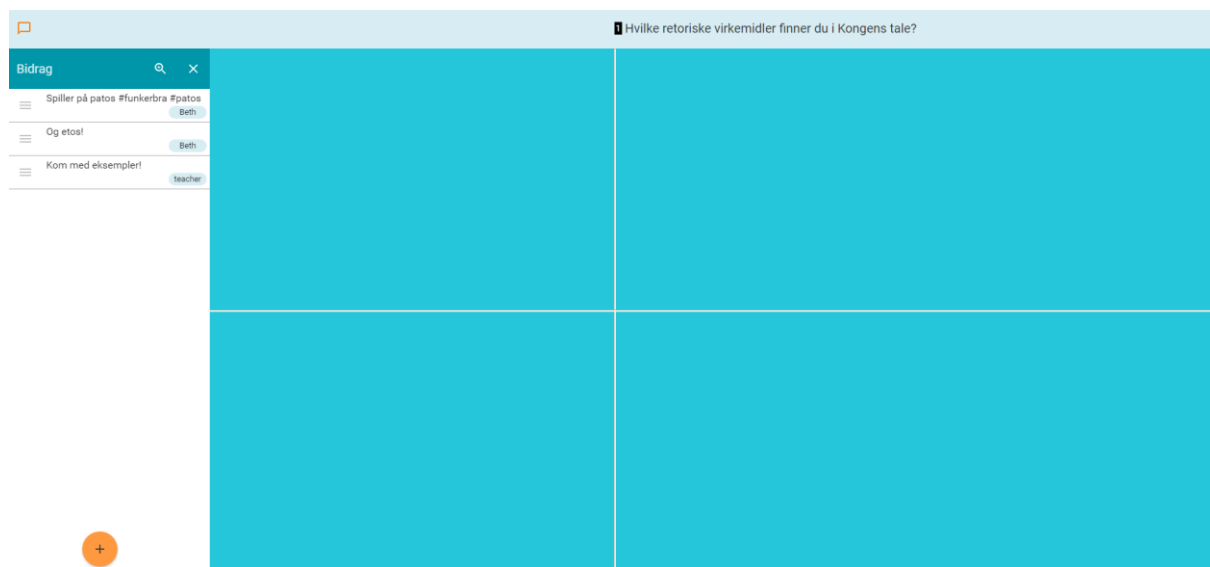 1 Hvilke retoriske virkemidler finner du i Kongens tale?
Bidrag
Spiller på patos #funkerbra #patos
Beth
Og etos!
Beth
Kom med eksempler!
teacher